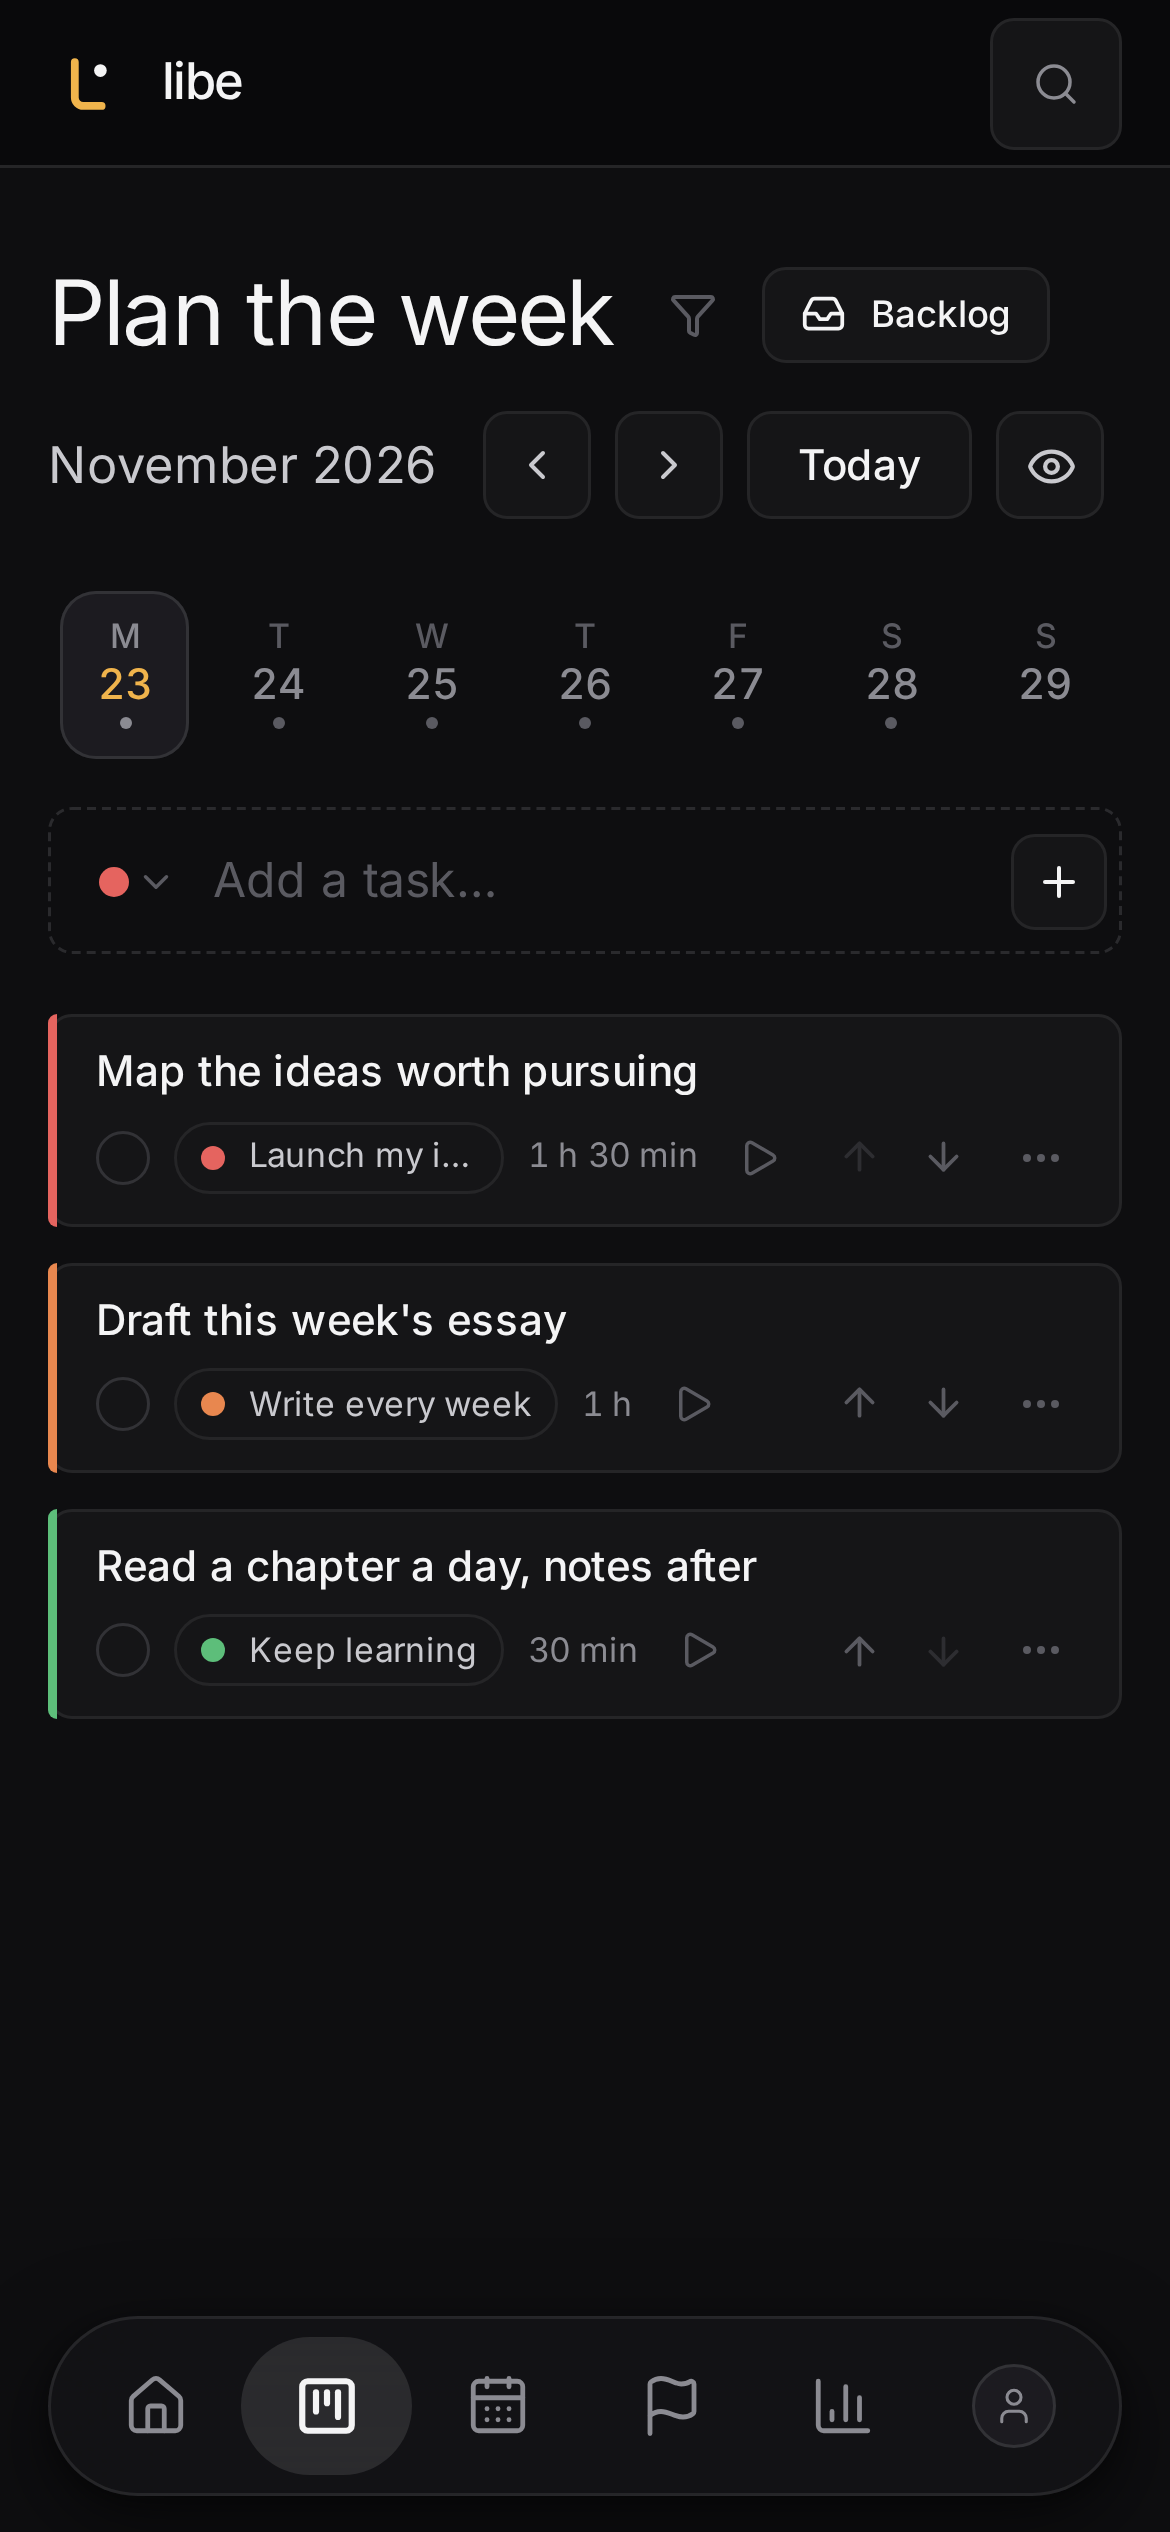 libe
Plan the week
Backlog
November 2026
Today
M T W T F S S
23 24 25 26 27 28 29
Add a task...
Map the ideas worth pursuing
Launch my i... 1 h 30 min
Draft this week's essay
Write every week 1 h
Read a chapter a day, notes after
Keep learning 30 min